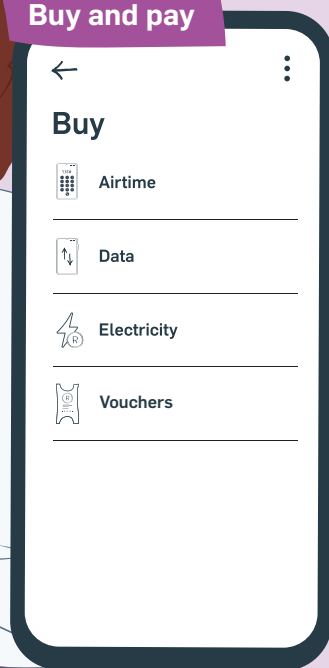 Buy and pay
Buy
Airtime
Data
R
Electricity
R
Vouchers